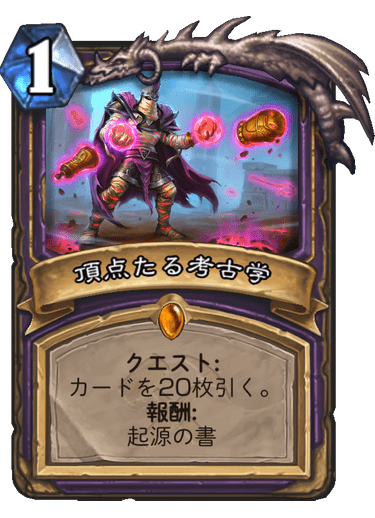 1
頂点たる考古学
クエスト:
カードを20枚引く。
報酬:
起源の書